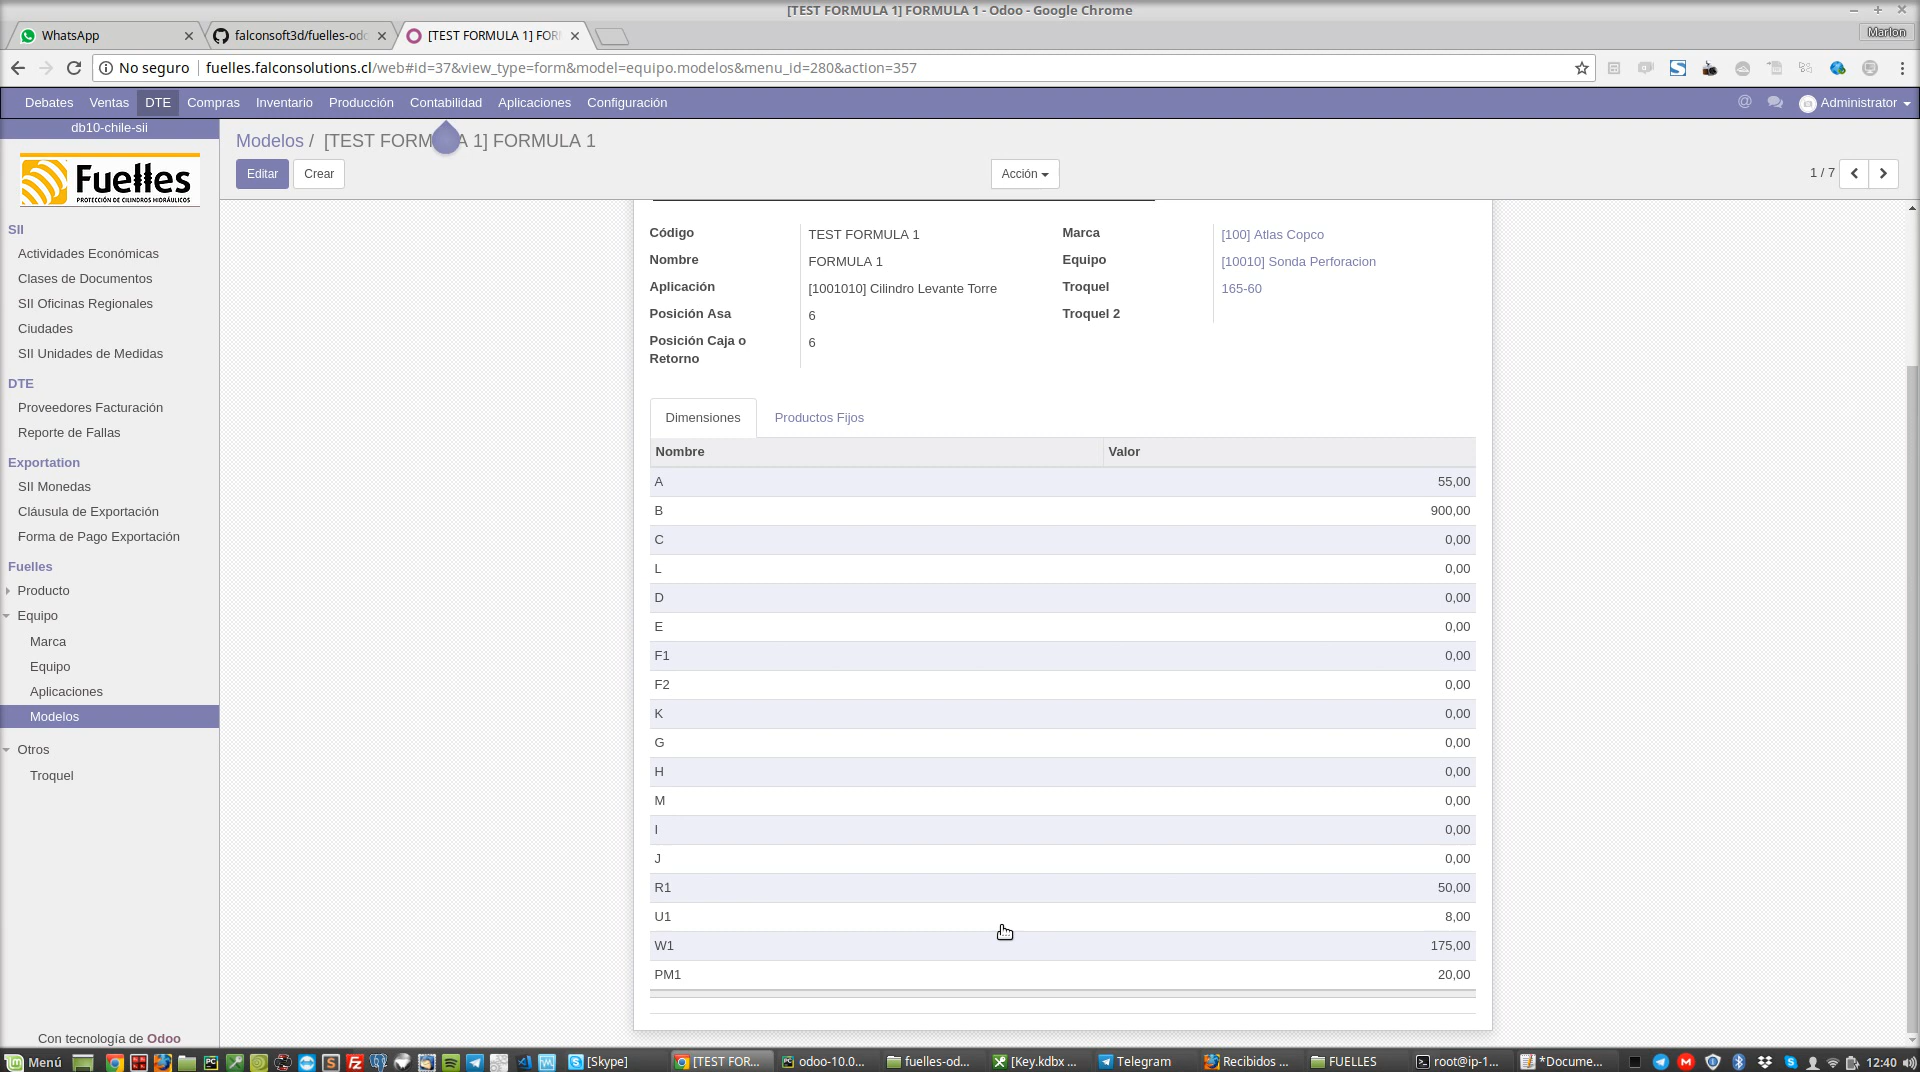 [TEST FORMULA 1] FORMULA 1 - Odoo - Google Chrome
WhatsApp
falconsoft3d/fuelles-odo
[TEST FORMULA 1] FOR
Marlon
No seguro
fuelles.falconsolutions.cl/web#id=37&view_type=form&model=equipo.modelos&menu_id=280&action=357
Debates Ventas DTE Compras Inventario Producción Contabilidad Aplicaciones Configuración
@ Administrator
db10-chile-sii
Fuelles
PROTECCIÓN DE CILINDROS HIDRÁULICOS
SII
Actividades Económicas
Clases de Documentos
SII Oficinas Regionales
Ciudades
SII Unidades de Medidas
DTE
Proveedores Facturación
Reporte de Fallas
Exportation
SII Monedas
Cláusula de Exportación
Forma de Pago Exportación
Fuelles
Producto
Equipo
Marca
Equipo
Aplicaciones
Modelos
Otros
Troquel
Con tecnología de Odoo
Modelos / [TEST FORM A 1] FORMULA 1
Editar Crear
Acción
1 / 7
Código TEST FORMULA 1
Nombre FORMULA 1
Aplicación [1001010] Cilindro Levante Torre
Posición Asa 6
Posición Caja o
Retorno 6
Marca [100] Atlas Copco
Equipo [10010] Sonda Perforacion
Troquel 165-60
Troquel 2
Dimensiones Productos Fijos
Nombre Valor
A 55,00
B 900,00
C 0,00
L 0,00
D 0,00
E 0,00
F1 0,00
F2 0,00
K 0,00
G 0,00
H 0,00
M 0,00
I 0,00
J 0,00
R1 50,00
U1 8,00
W1 175,00
PM1 20,00
Menú
[Skype]
[TEST FOR...
odoo-10.0...
fuelles-od...
[Key.kdbx ...
Telegram
Recibidos ...
FUELLES
root@ip-1...
*Docume...
12:40